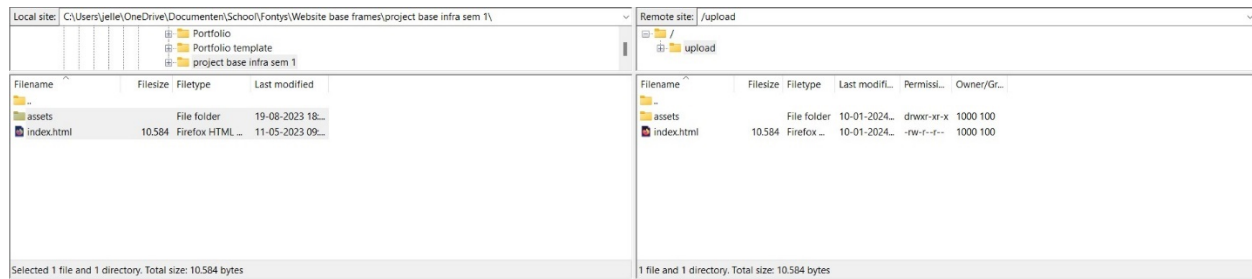 Local site: C:\Users\jelle\OneDrive\Documenten\School\Fontys\Website base frames\project base infra sem 1\
Portfolio
Portfolio template
project base infra sem 1
Filename Filesize Filetype Last modified
..
assets File folder 19-08-2023 18:...
index.html 10.584 Firefox HTML ... 11-05-2023 09:...
Selected 1 file and 1 directory. Total size: 10.584 bytes
Remote site: /upload
/
upload
Filename Filesize Filetype Last modifi... Permissi... Owner/Gr...
..
assets File folder 10-01-2024... drwxr-xr-x 1000 100
index.html 10.584 Firefox ... 10-01-2024... -rw-r--r-- 1000 100
1 file and 1 directory. Total size: 10.584 bytes